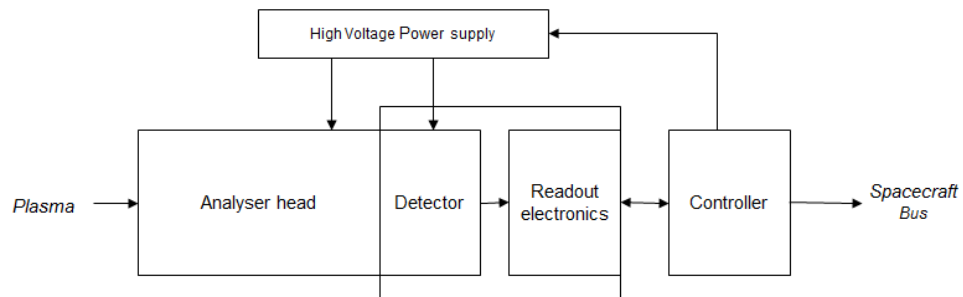 High Voltage Power supply
Plasma
Analyser head
Detector
Readout
electronics
Controller
Spacecraft
Bus